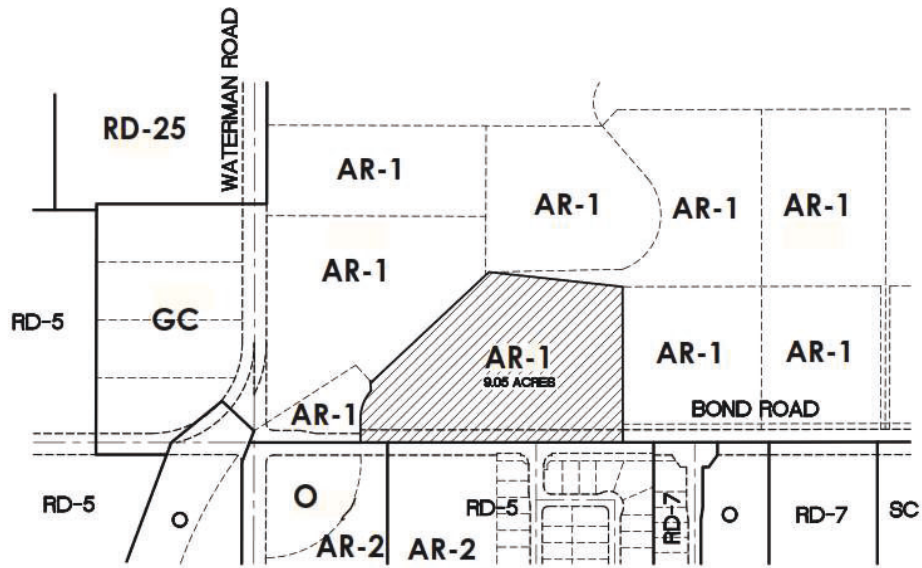 WATERMAN ROAD
RD-25
AR-1
AR-1
AR-1
AR-1
AR-1
RD-5
GC
AR-1
9.05 ACRES
AR-1
AR-1
AR-1
BOND ROAD
RD-5
O
O
AR-2
AR-2
RD-5
RD-7
O
RD-7
SC